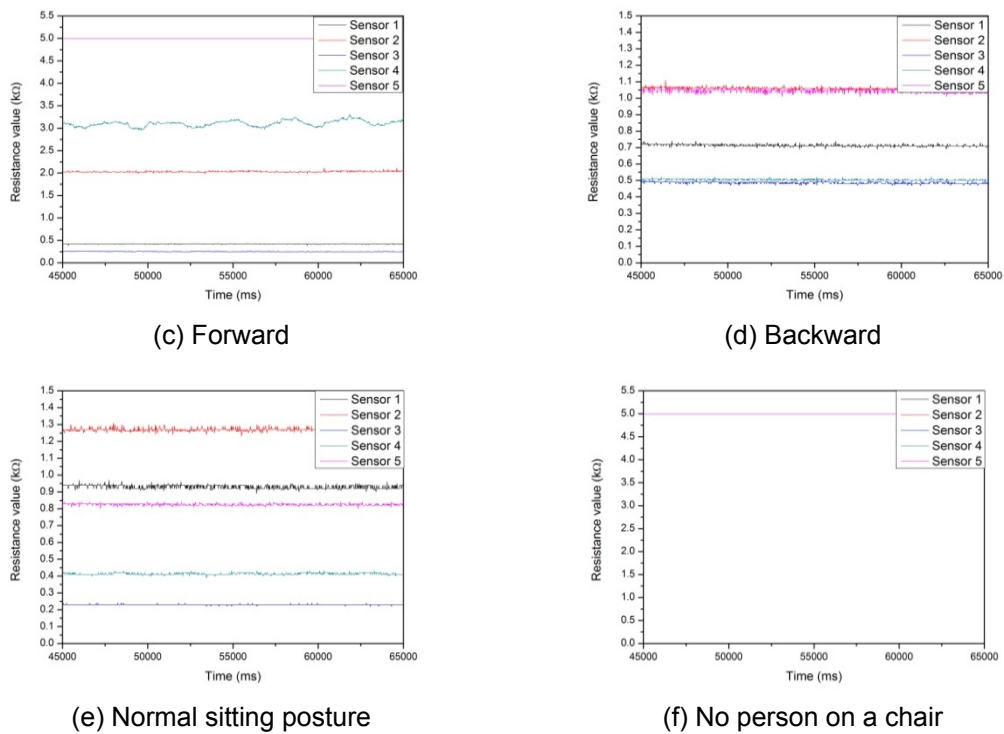 5.5
5.0
4.5
4.0
3.5
3.0
2.5
2.0
1.5
1.0
0.5
0.0
Resistance value (kΩ)
Sensor 1
Sensor 2
Sensor 3
Sensor 4
Sensor 5
45000 50000 55000 60000 65000
Time (ms)
(c) Forward
1.5
1.4
1.3
1.2
1.1
1.0
0.9
0.8
0.7
0.6
0.5
0.4
0.3
0.2
0.1
0.0
Resistance value (kΩ)
Sensor 1
Sensor 2
Sensor 3
Sensor 4
Sensor 5
45000 50000 55000 60000 65000
Time (ms)
(d) Backward
1.5
1.4
1.3
1.2
1.1
1.0
0.9
0.8
0.7
0.6
0.5
0.4
0.3
0.2
0.1
0.0
Resistance value (kΩ)
Sensor 1
Sensor 2
Sensor 3
Sensor 4
Sensor 5
45000 50000 55000 60000 65000
Time (ms)
(e) Normal sitting posture
5.5
5.0
4.5
4.0
3.5
3.0
2.5
2.0
1.5
1.0
0.5
0.0
Resistance value (kΩ)
Sensor 1
Sensor 2
Sensor 3
Sensor 4
Sensor 5
45000 50000 55000 60000 65000
Time (ms)
(f) No person on a chair